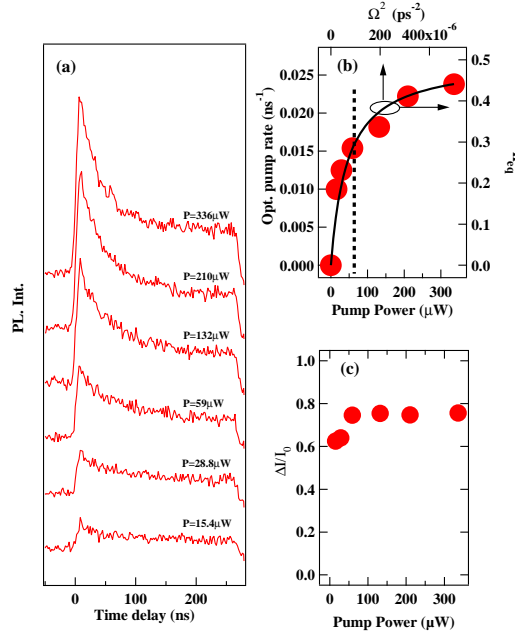 (a)
P=336µW
P=210µW
P=132µW
P=59µW
P=28.8µW
P=15.4µW
PL. Int.
0
100
200
Time delay (ns)
Ω² (ps⁻²)
0
200
400x10⁻⁶
(b)
0.025
0.020
0.015
0.010
0.005
0.000
Opt. pump rate (ns⁻¹)
0.5
0.4
0.3
0.2
0.1
0.0
0
100
200
300
Pump Power (µW)
(c)
1.0
0.8
0.6
0.4
0.2
0.0
ΔI/I₀
0
100
200
300
Pump Power (µW)